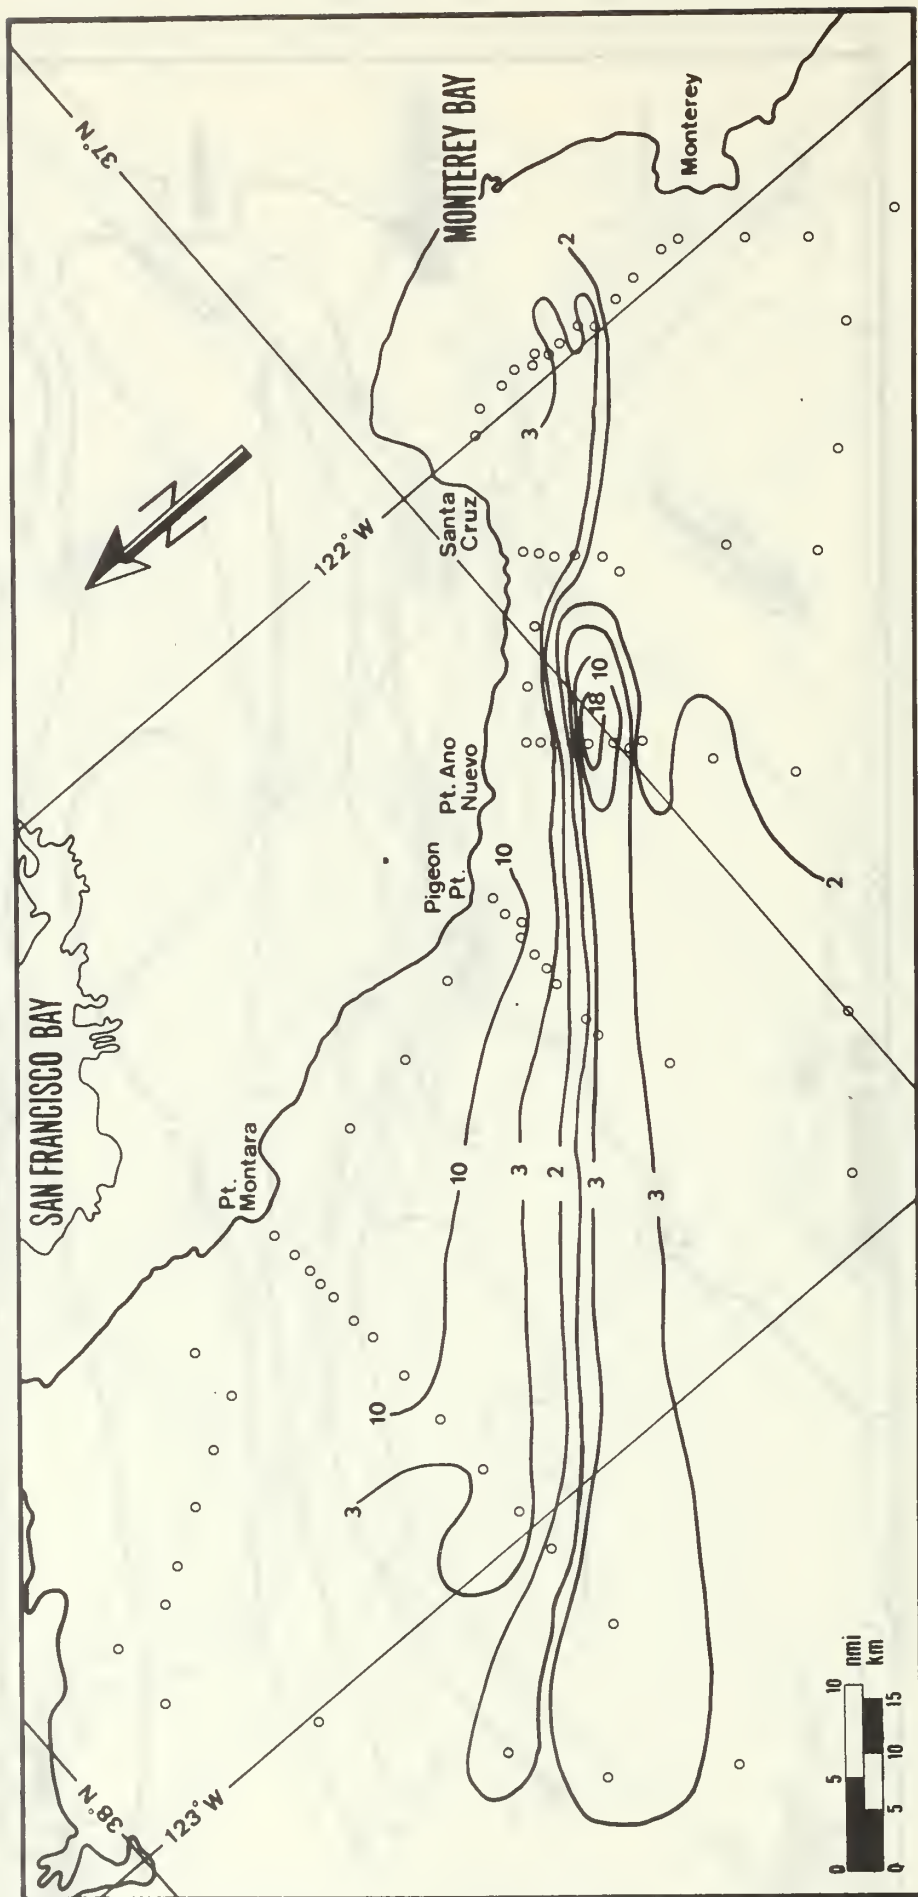 SAN FRANCISCO BAY
MONTEREY BAY
Monterey
Santa
Cruz
Pt. Ano
Nuevo
Pigeon
Pt.
Pt.
Montara
37°N
122°W
38°N
123°W
N
2
3
10
18
2
10
10
3
2
3
3
10
3
0 5 10 nmi
0 5 10 15 km